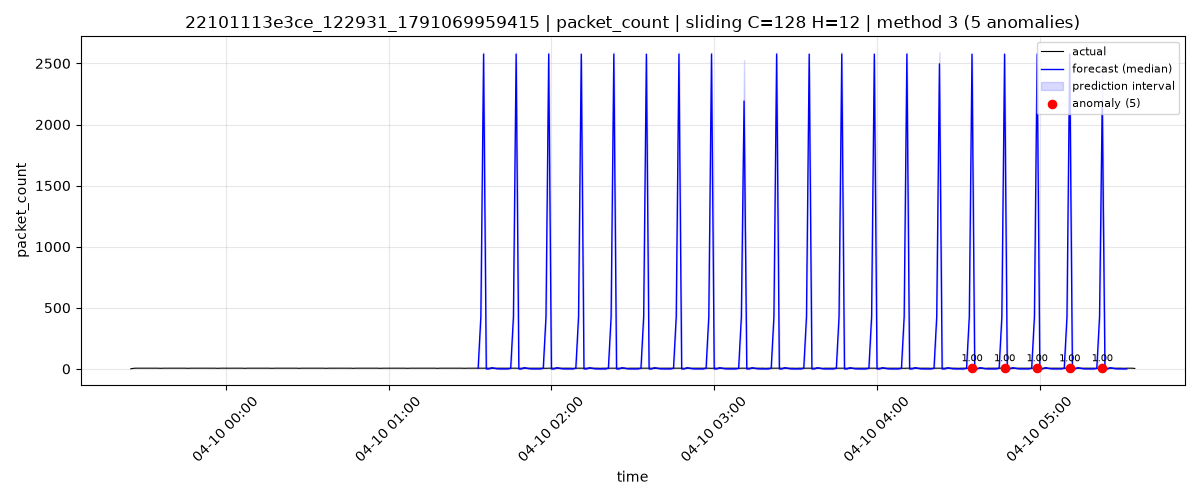 22101113e3ce_122931_1791069959415 | packet_count | sliding C=128 H=12 | method 3 (5 anomalies)
actual
forecast (median)
prediction interval
anomaly (5)
packet_count
2500
2000
1500
1000
500
0
1.00 1.00 1.00 1.00 1.00
04-10 00:00 04-10 01:00 04-10 02:00 04-10 03:00 04-10 04:00 04-10 05:00
time